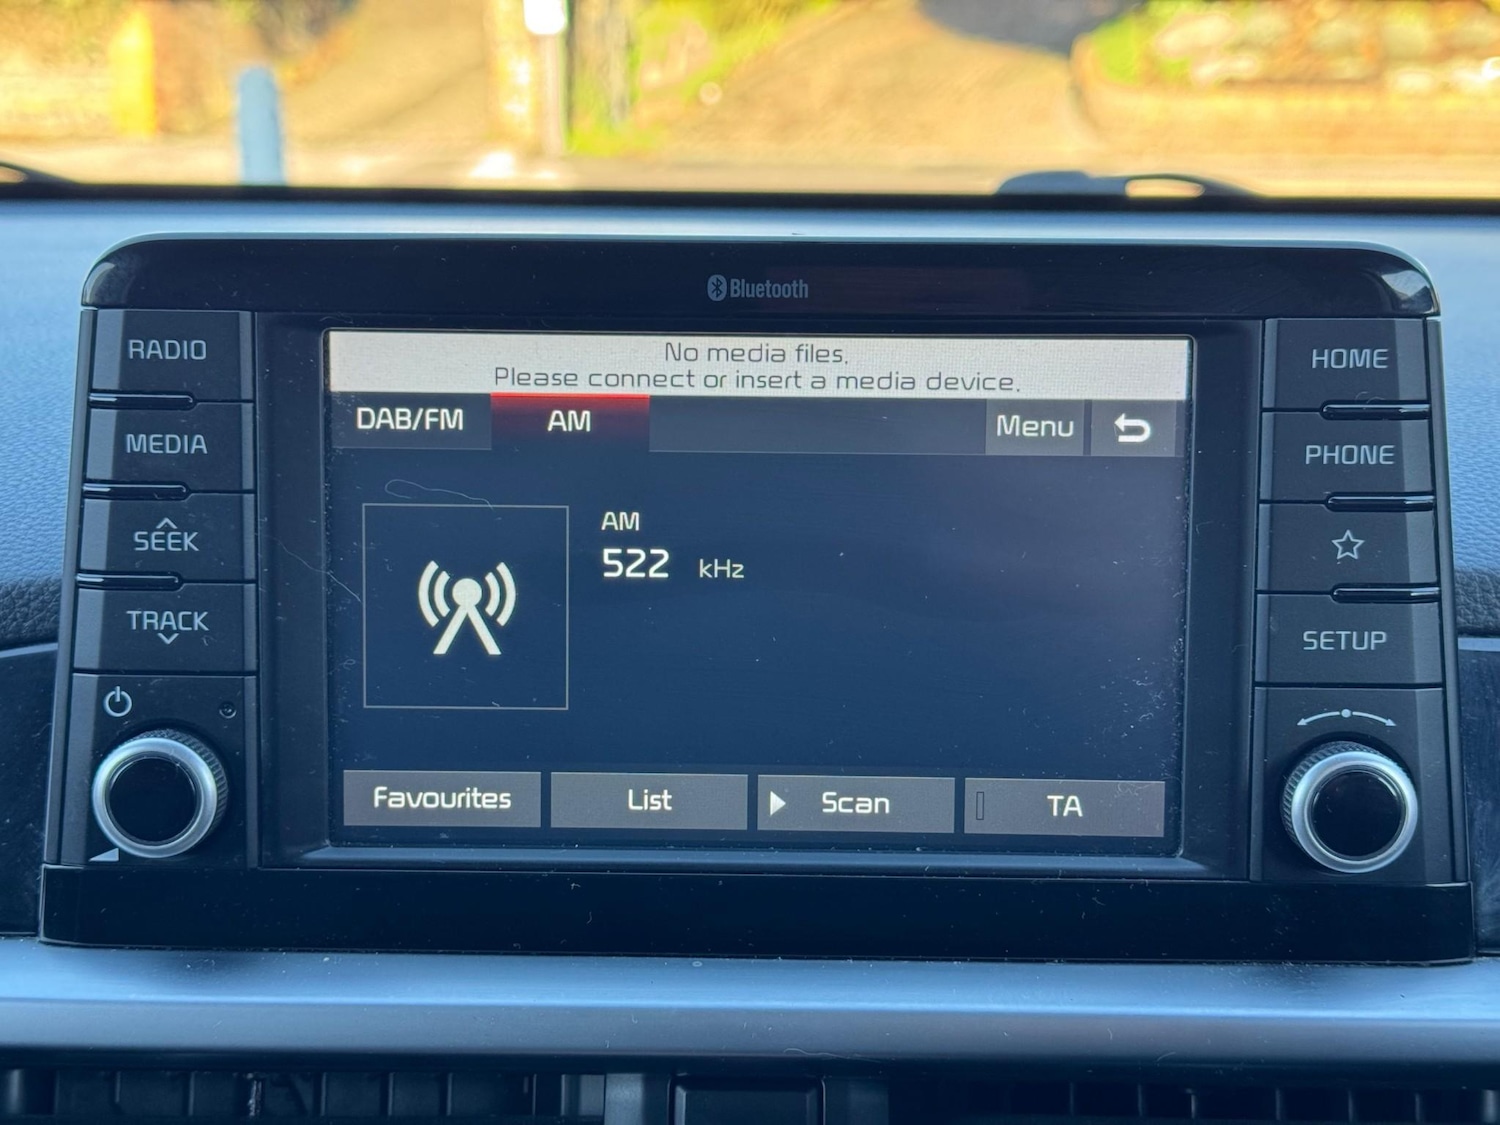 Bluetooth
RADIO
MEDIA
SEEK
TRACK
No media files.
Please connect or insert a media device.
DAB/FM AM Menu
AM
522 kHz
Favourites List Scan TA
HOME
PHONE
SETUP